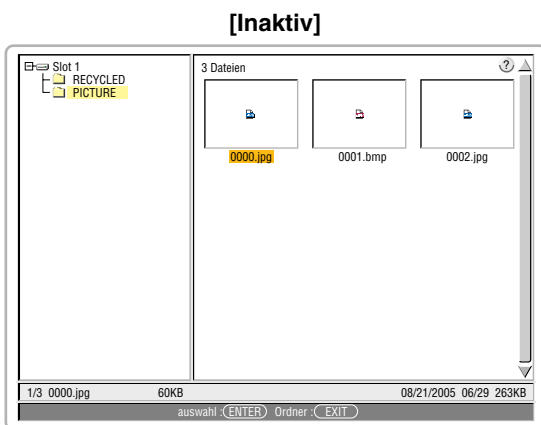 [Inaktiv]
Slot 1
RECYCLED
PICTURE
3 Dateien
?
0000.jpg 0001.bmp 0002.jpg
1/3 0000.jpg 60KB 08/21/2005 06/29 263KB
auswahl :ENTER Ordner : EXIT